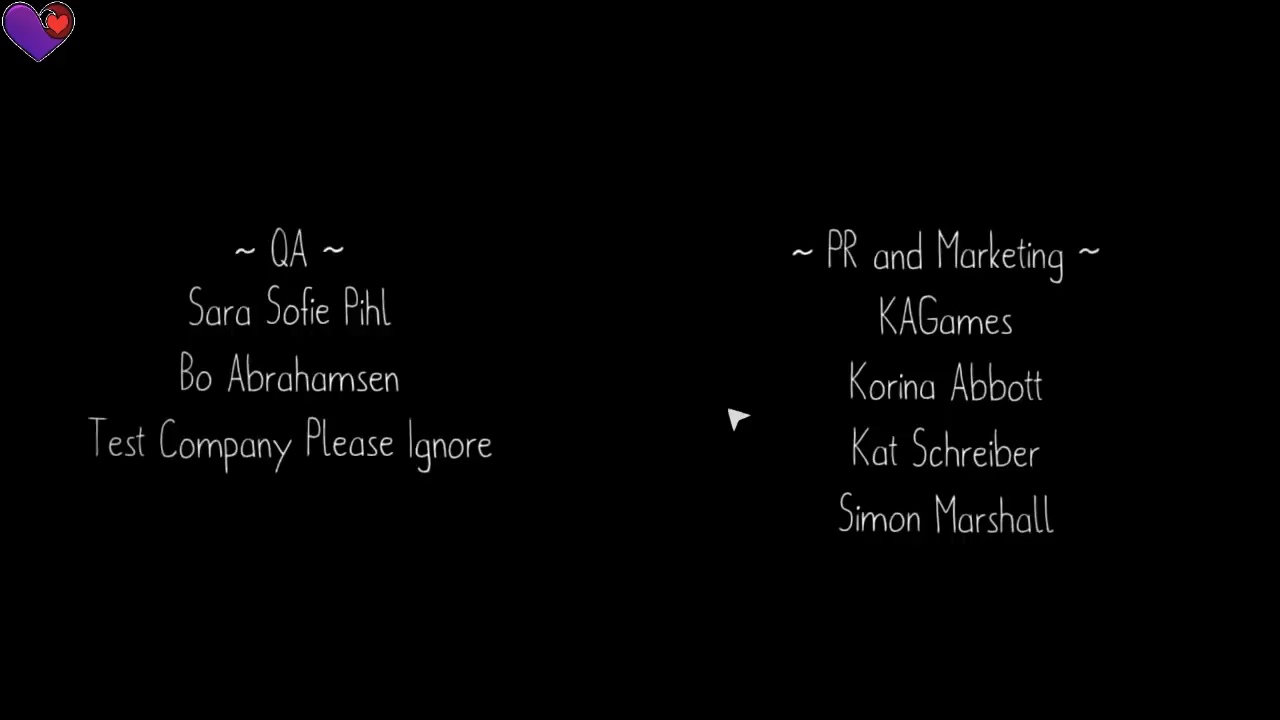 ~ QA ~
Sara Sofie Pihl
Bo Abrahamsen
Test Company Please Ignore
~ PR and Marketing ~
KAGames
Korina Abbott
Kat Schreiber
Simon Marshall